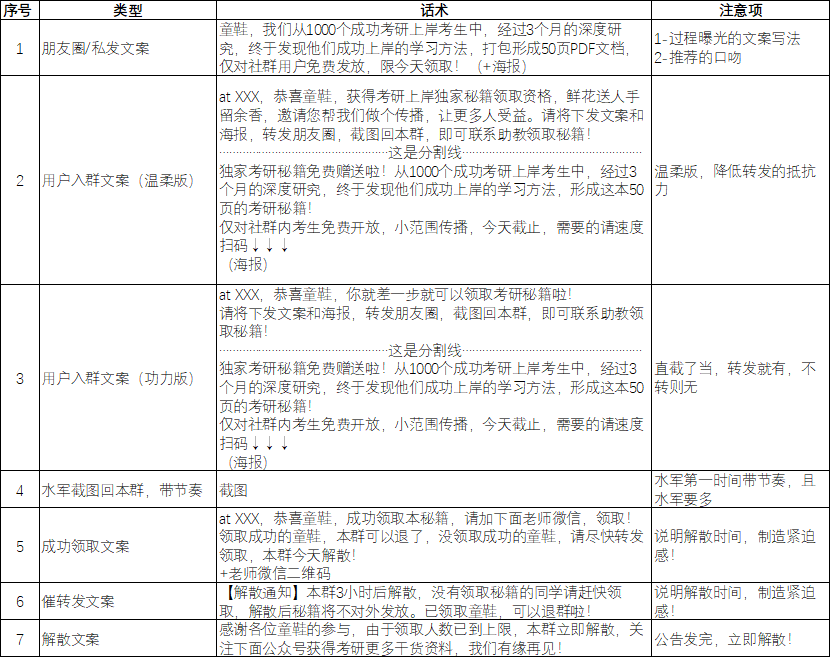 序号 类型 话术 注意项
1 朋友圈/私发文案
童鞋，我们从1000个成功考研上岸考生中，经过3个月的深度研
究，终于发现他们成功上岸的学习方法，打包形成50页PDF文档，
仅对社群用户免费发放，限今天领取！（+海报）
1-过程曝光的文案写法
2-推荐的口吻
2 用户入群文案（温柔版）
at XXX，恭喜童鞋，获得考研上岸独家秘籍领取资格，鲜花送人手
留余香，邀请您帮我们做个传播，让更多人受益。请将下发文案和
海报，转发朋友圈，截图回本群，即可联系助教领取秘籍！
……………………………………这是分割线……………………………………
独家考研秘籍免费赠送啦！从1000个成功考研上岸考生中，经过3
个月的深度研究，终于发现他们成功上岸的学习方法，形成这本50
页的考研秘籍！
仅对社群内考生免费开放，小范围传播，今天截止，需要的请速度
扫码↓↓↓
（海报）
温柔版，降低转发的抵抗
力
3 用户入群文案（功力版）
at XXX，恭喜童鞋，你就差一步就可以领取考研秘籍啦！
请将下发文案和海报，转发朋友圈，截图回本群，即可联系助教领
取秘籍！
……………………………………这是分割线……………………………………
独家考研秘籍免费赠送啦！从1000个成功考研上岸考生中，经过3
个月的深度研究，终于发现他们成功上岸的学习方法，形成这本50
页的考研秘籍！
仅对社群内考生免费开放，小范围传播，今天截止，需要的请速度
扫码↓↓↓
（海报）
直截了当，转发就有，不
转则无
4 水军截图回本群，带节奏 截图
水军第一时间带节奏，且
水军要多
5 成功领取文案
at XXX，恭喜童鞋，成功领取本秘籍，请加下面老师微信，领取！
领取成功的童鞋，本群可以退了，没领取成功的童鞋，请尽快转发
领取，本群今天解散！
+老师微信二维码
说明解散时间，制造紧迫
感！
6 催转发文案
【解散通知】本群3小时后解散，没有领取秘籍的同学请赶快领
取，解散后秘籍将不对外发放。已领取童鞋，可以退群啦！
说明解散时间，制造紧迫
感！
7 解散文案
感谢各位童鞋的参与，由于领取人数已到上限，本群立即解散，关
注下面公众号获得考研更多干货资料，我们有缘再见！
公告发完，立即解散！